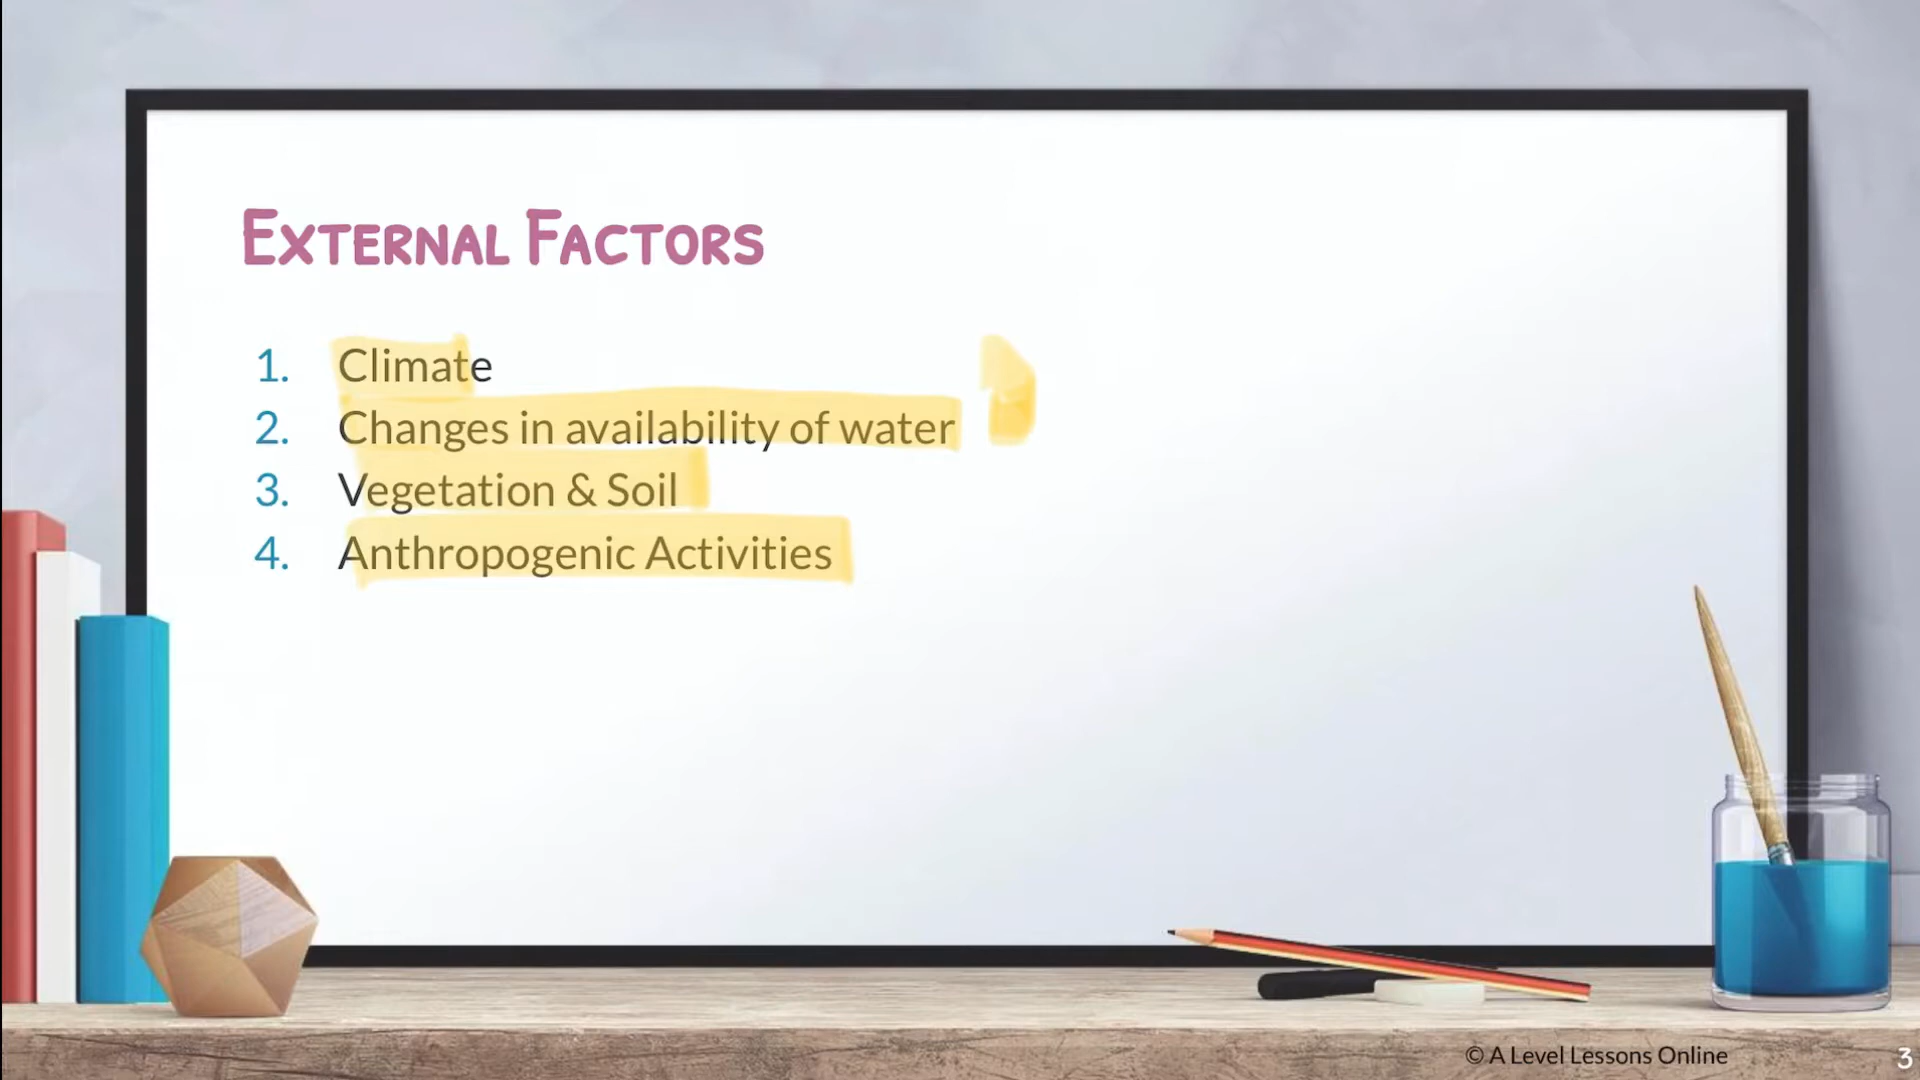 External Factors
1. Climate
2. Changes in availability of water
3. Vegetation & Soil
4. Anthropogenic Activities
© A Level Lessons Online
3